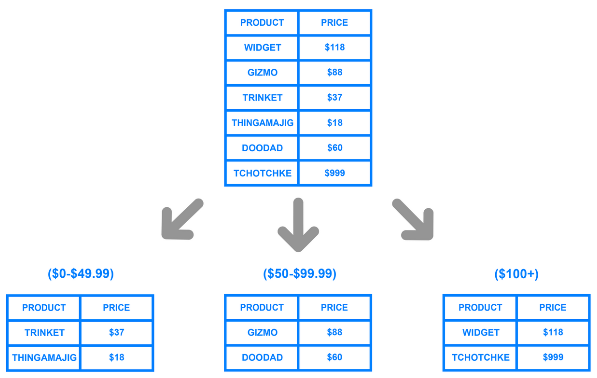 PRODUCT PRICE
WIDGET $118
GIZMO $88
TRINKET $37
THINGAMAJIG $18
DOODAD $60
TCHOTCHKE $999
($0-$49.99)
PRODUCT PRICE
TRINKET $37
THINGAMAJIG $18
($50-$99.99)
PRODUCT PRICE
GIZMO $88
DOODAD $60
($100+)
PRODUCT PRICE
WIDGET $118
TCHOTCHKE $999